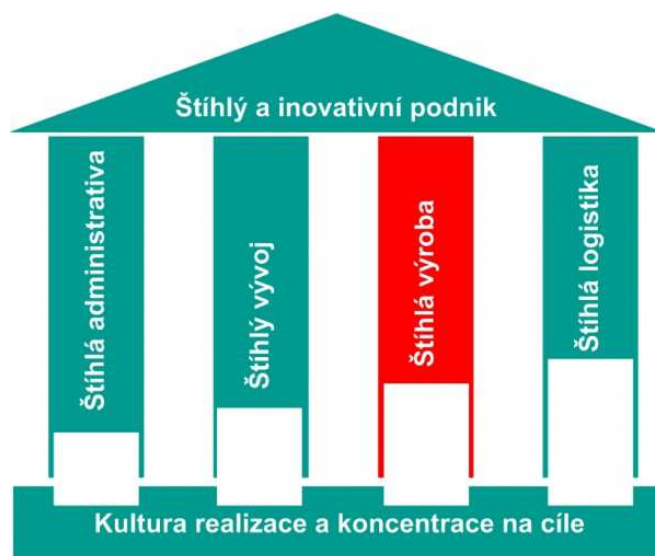 Štíhlý a inovativní podnik
Štíhlá administrativa
Štíhlý vývoj
Štíhlá výroba
Štíhlá logistika
Kultura realizace a koncentrace na cíle